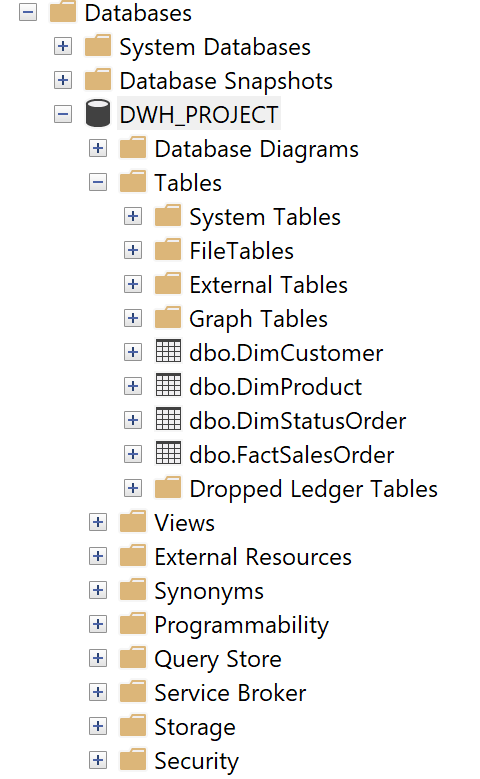 Databases
System Databases
Database Snapshots
DWH_PROJECT
Database Diagrams
Tables
System Tables
FileTables
External Tables
Graph Tables
dbo.DimCustomer
dbo.DimProduct
dbo.DimStatusOrder
dbo.FactSalesOrder
Dropped Ledger Tables
Views
External Resources
Synonyms
Programmability
Query Store
Service Broker
Storage
Security